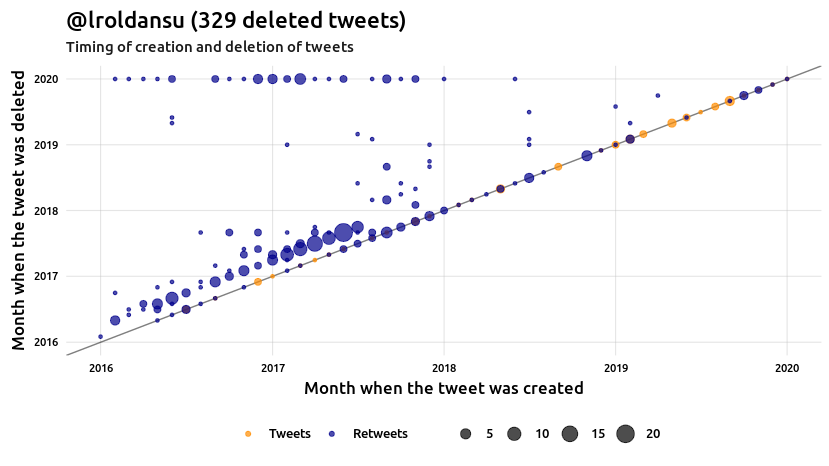 @lroldansu (329 deleted tweets)
Timing of creation and deletion of tweets
Month when the tweet was deleted
2020
2019
2018
2017
2016
2016 2017 2018 2019 2020
Month when the tweet was created
Tweets Retweets 5 10 15 20